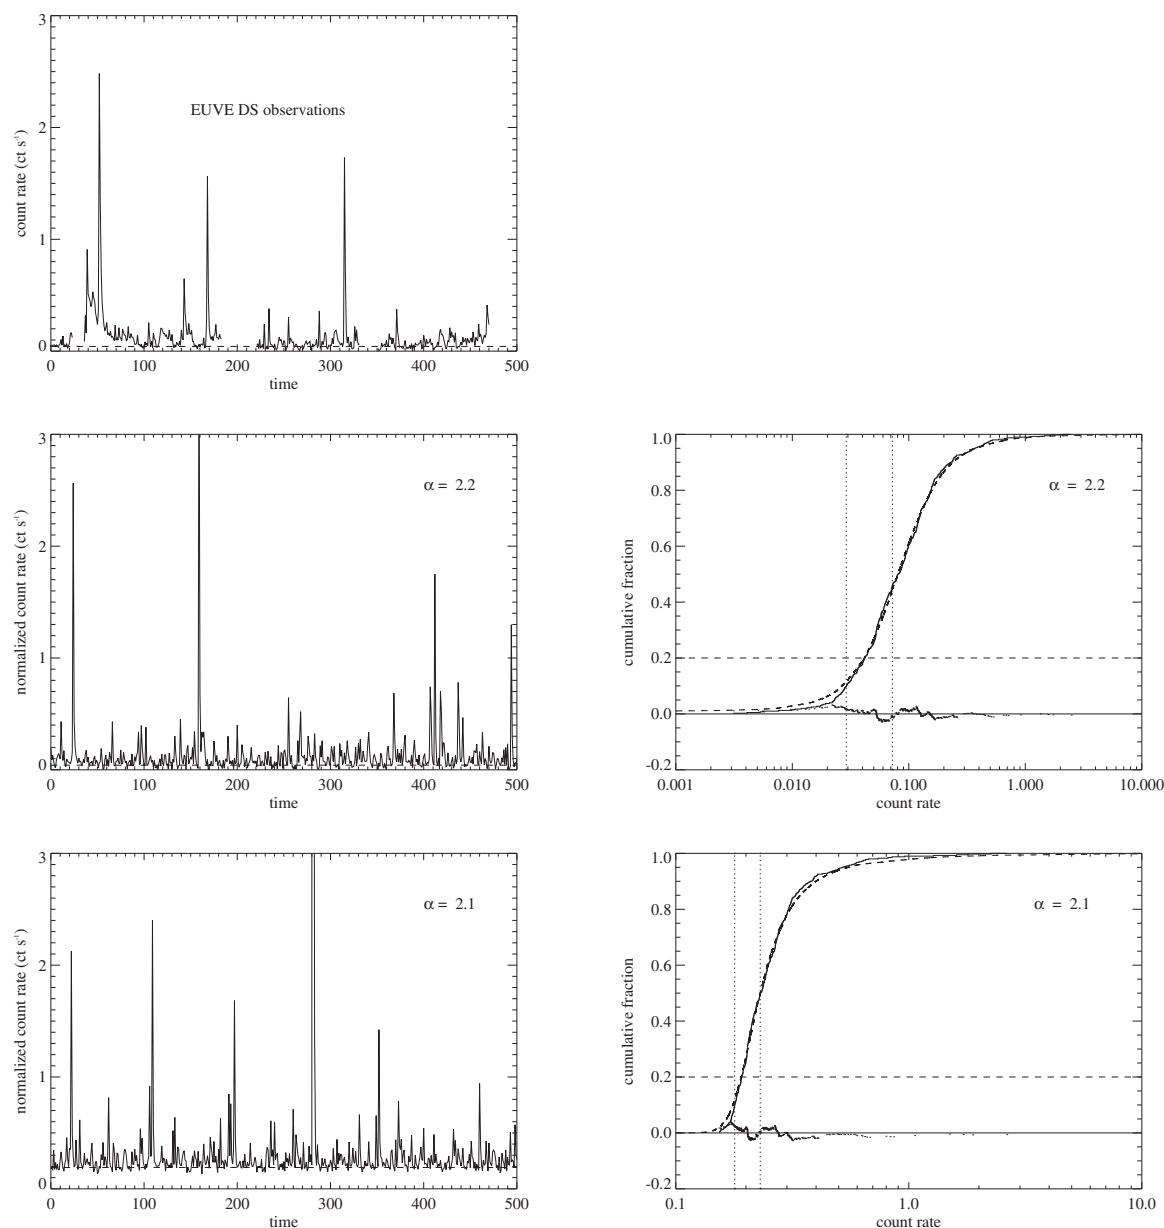 3
2
1
0
count rate (ct s⁻¹)
EUVE DS observations
0 100 200 300 400 500
time
3
2
1
0
normalized count rate (ct s⁻¹)
α = 2.2
0 100 200 300 400 500
time
1.0
0.8
0.6
0.4
0.2
0.0
-0.2
cumulative fraction
α = 2.2
0.001 0.010 0.100 1.000 10.000
count rate
3
2
1
0
normalized count rate (ct s⁻¹)
α = 2.1
0 100 200 300 400 500
time
1.0
0.8
0.6
0.4
0.2
0.0
-0.2
cumulative fraction
α = 2.1
0.1 1.0 10.0
count rate